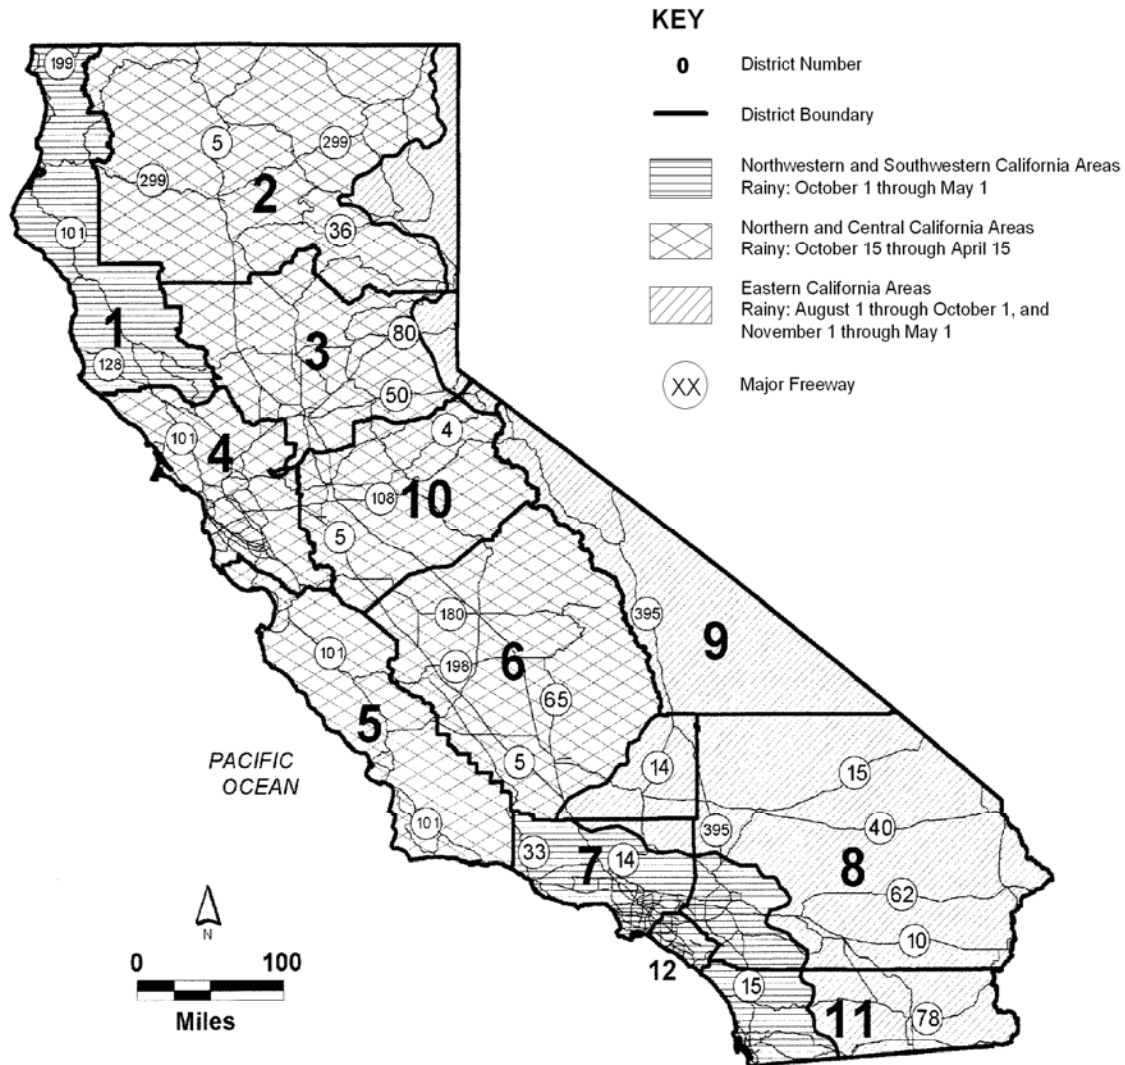 KEY
0 District Number
District Boundary
Northwestern and Southwestern California Areas
Rainy: October 1 through May 1
Northern and Central California Areas
Rainy: October 15 through April 15
Eastern California Areas
Rainy: August 1 through October 1, and
November 1 through May 1
XX Major Freeway
199
5
299
299
2
36
101
1
3
80
128
50
101
4
4
10
108
5
180
395
9
101
198
6
65
5
PACIFIC
OCEAN
5
14
15
101
395
40
33
7
14
8
62
N
10
0 100
Miles
12
15
11
78